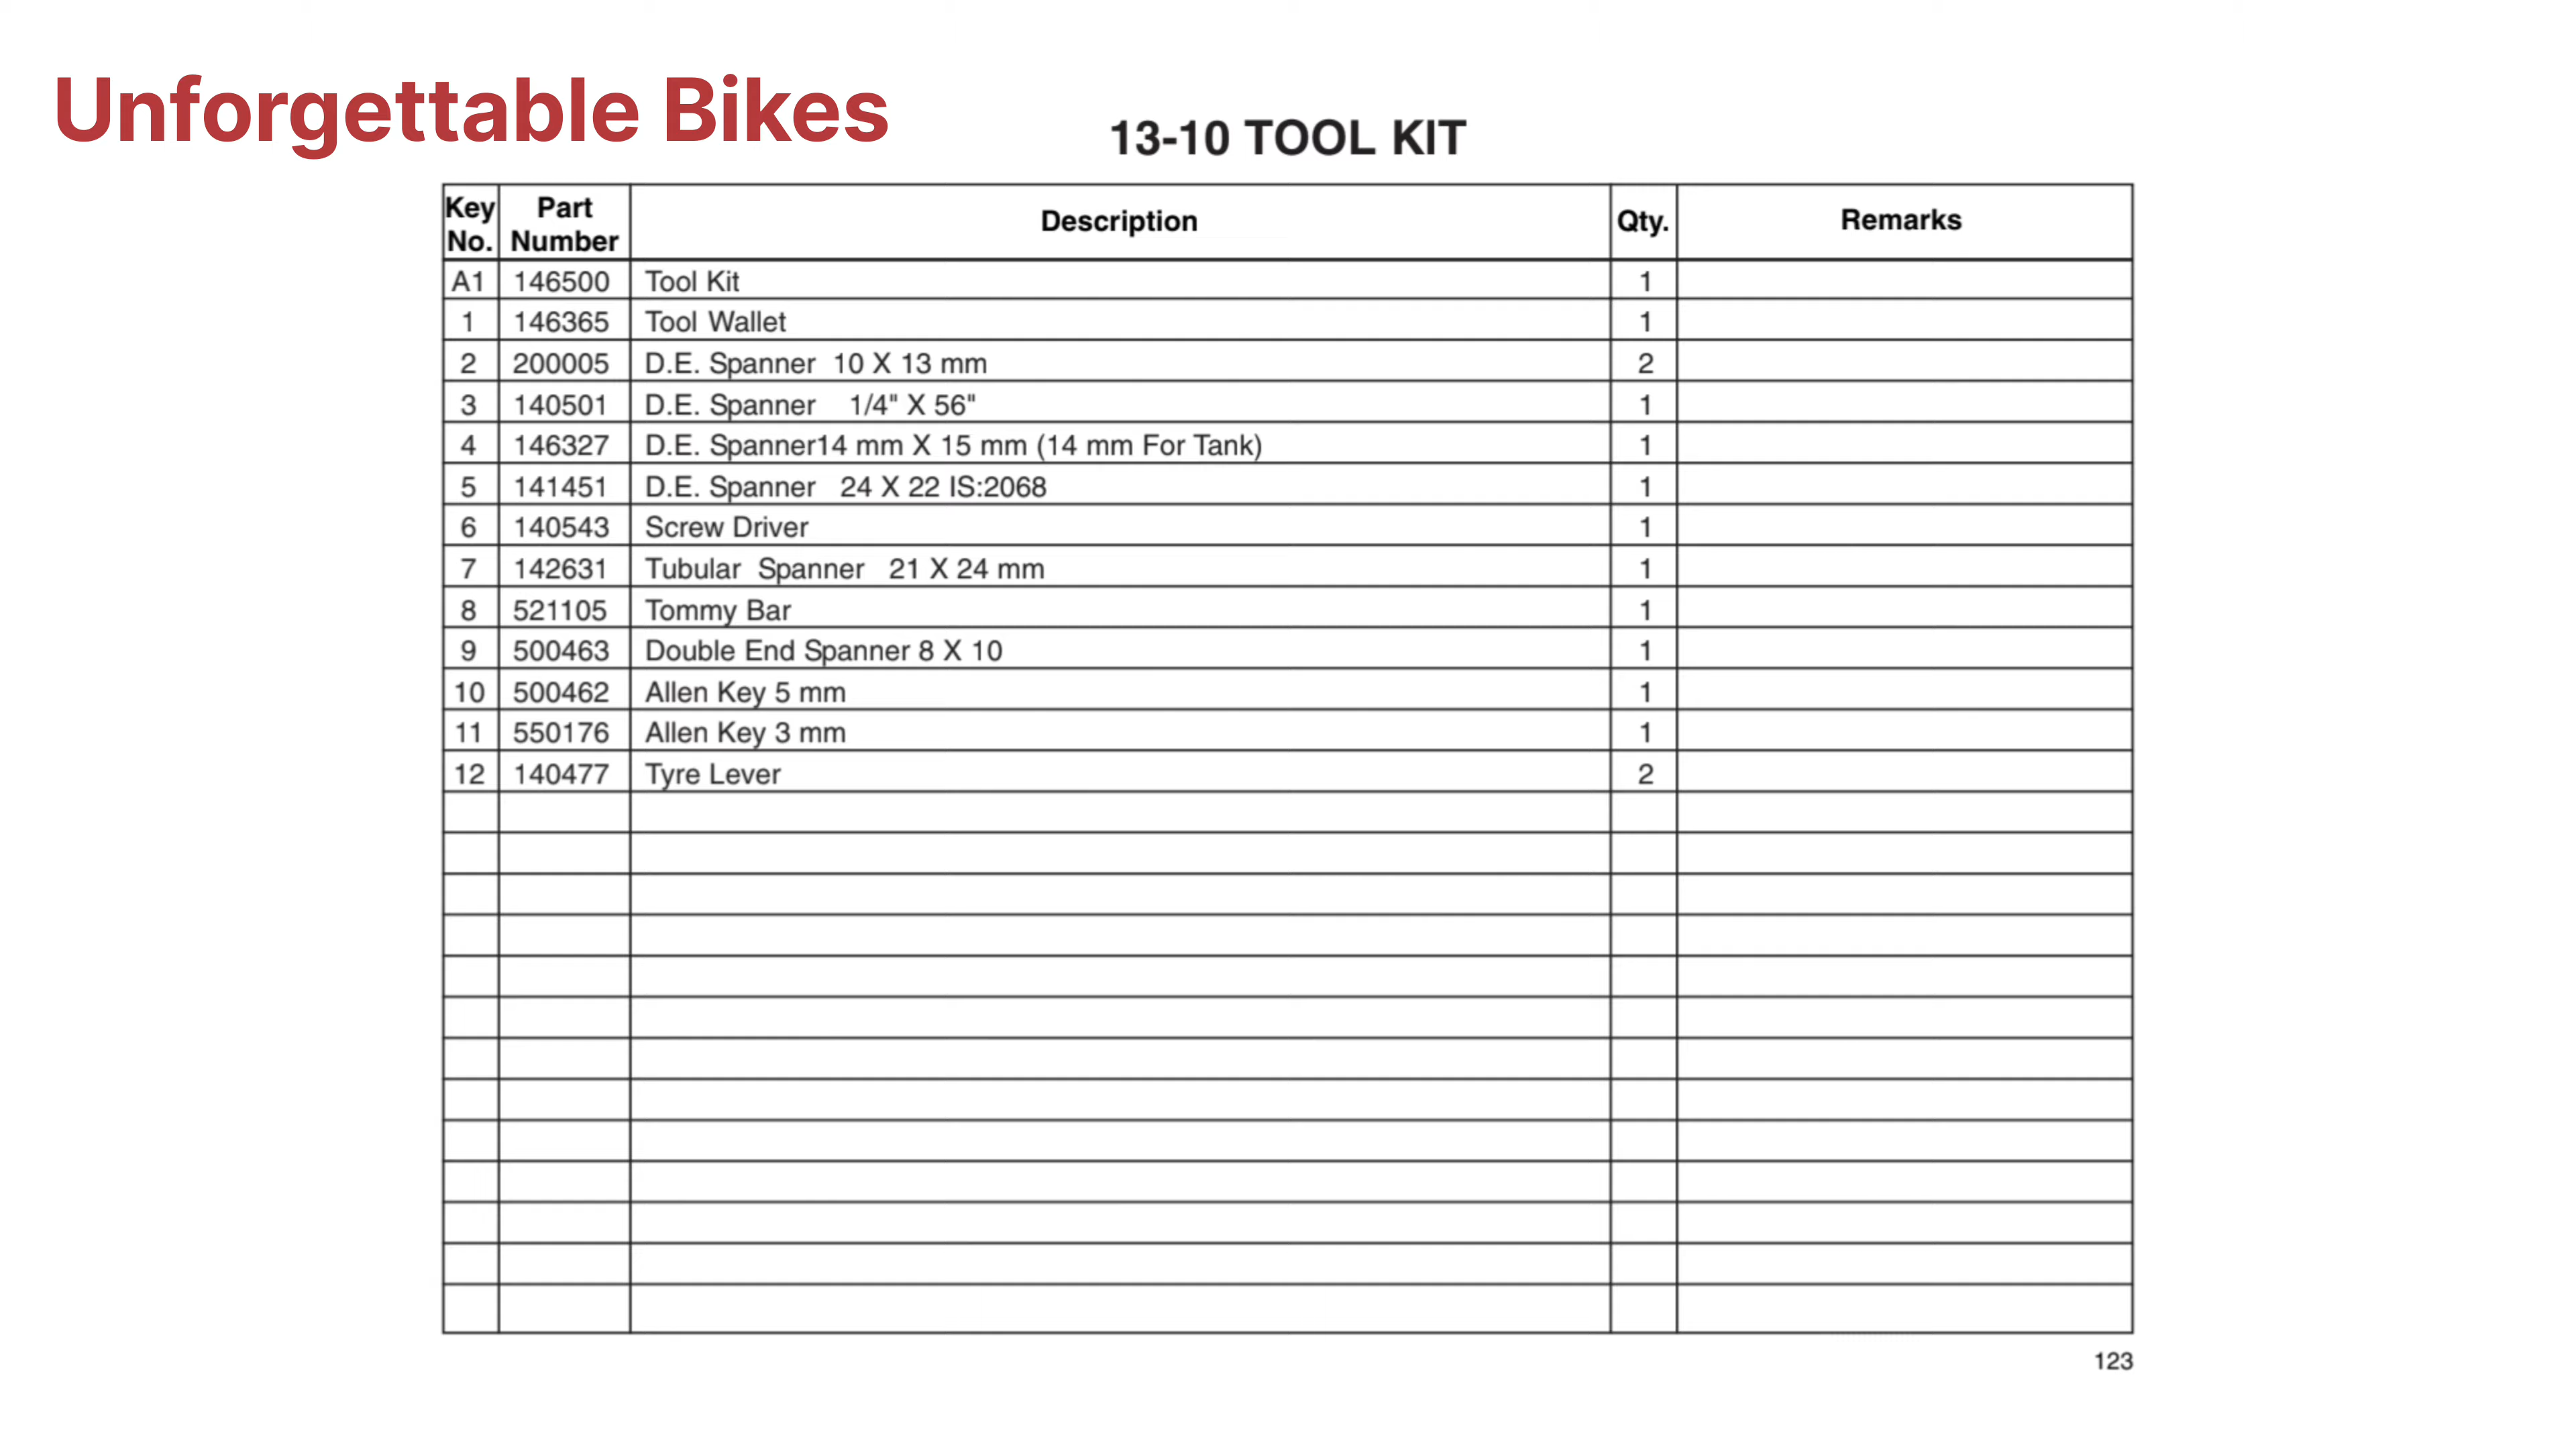 Unforgettable Bikes
13-10 TOOL KIT
Key No. Part Number Description Qty. Remarks
A1 146500 Tool Kit 1
1 146365 Tool Wallet 1
2 200005 D.E. Spanner 10 X 13 mm 2
3 140501 D.E. Spanner 1/4" X 56" 1
4 146327 D.E. Spanner14 mm X 15 mm (14 mm For Tank) 1
5 141451 D.E. Spanner 24 X 22 IS:2068 1
6 140543 Screw Driver 1
7 142631 Tubular Spanner 21 X 24 mm 1
8 521105 Tommy Bar 1
9 500463 Double End Spanner 8 X 10 1
10 500462 Allen Key 5 mm 1
11 550176 Allen Key 3 mm 1
12 140477 Tyre Lever 2
123